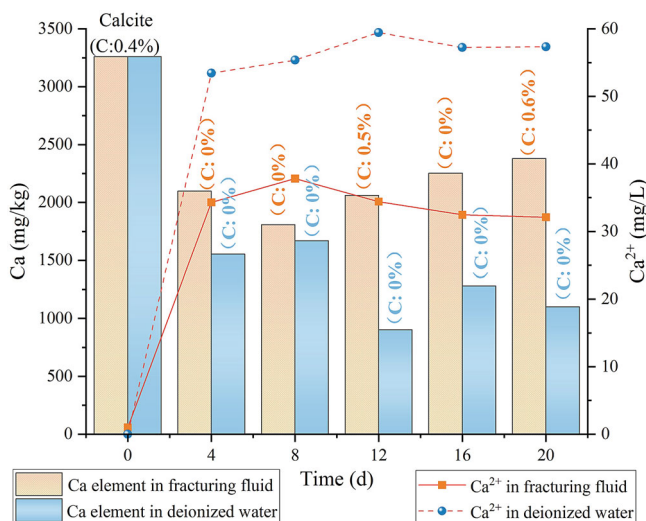 Calcite
(C:0.4%)
3500
3000
2500
2000
1500
1000
500
0
Ca (mg/kg)
60
50
40
30
20
10
0
Ca²⁺ (mg/L)
(C: 0%)
(C: 0%)
(C: 0%)
(C: 0%)
(C: 0.5%)
(C: 0%)
(C: 0%)
(C: 0%)
(C: 0.6%)
(C: 0%)
0 4 8 12 16 20
Time (d)
Ca element in fracturing fluid
Ca element in deionized water
Ca²⁺ in fracturing fluid
Ca²⁺ in deionized water